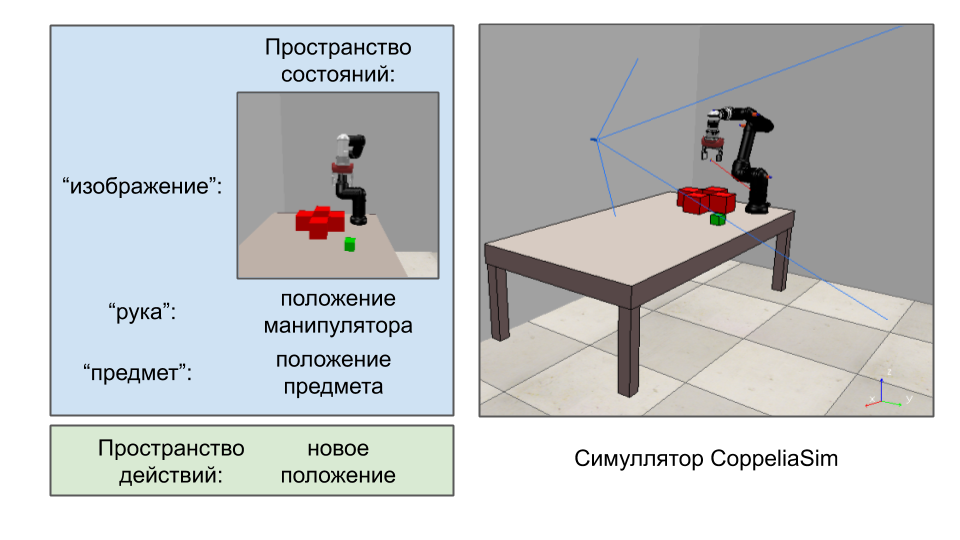 Пространство
состояний:
“изображение”:
“рука”:
положение
манипулятора
“предмет”:
положение
предмета
Пространство
действий:
новое
положение
Симуллятор CoppeliaSim
z
x
y